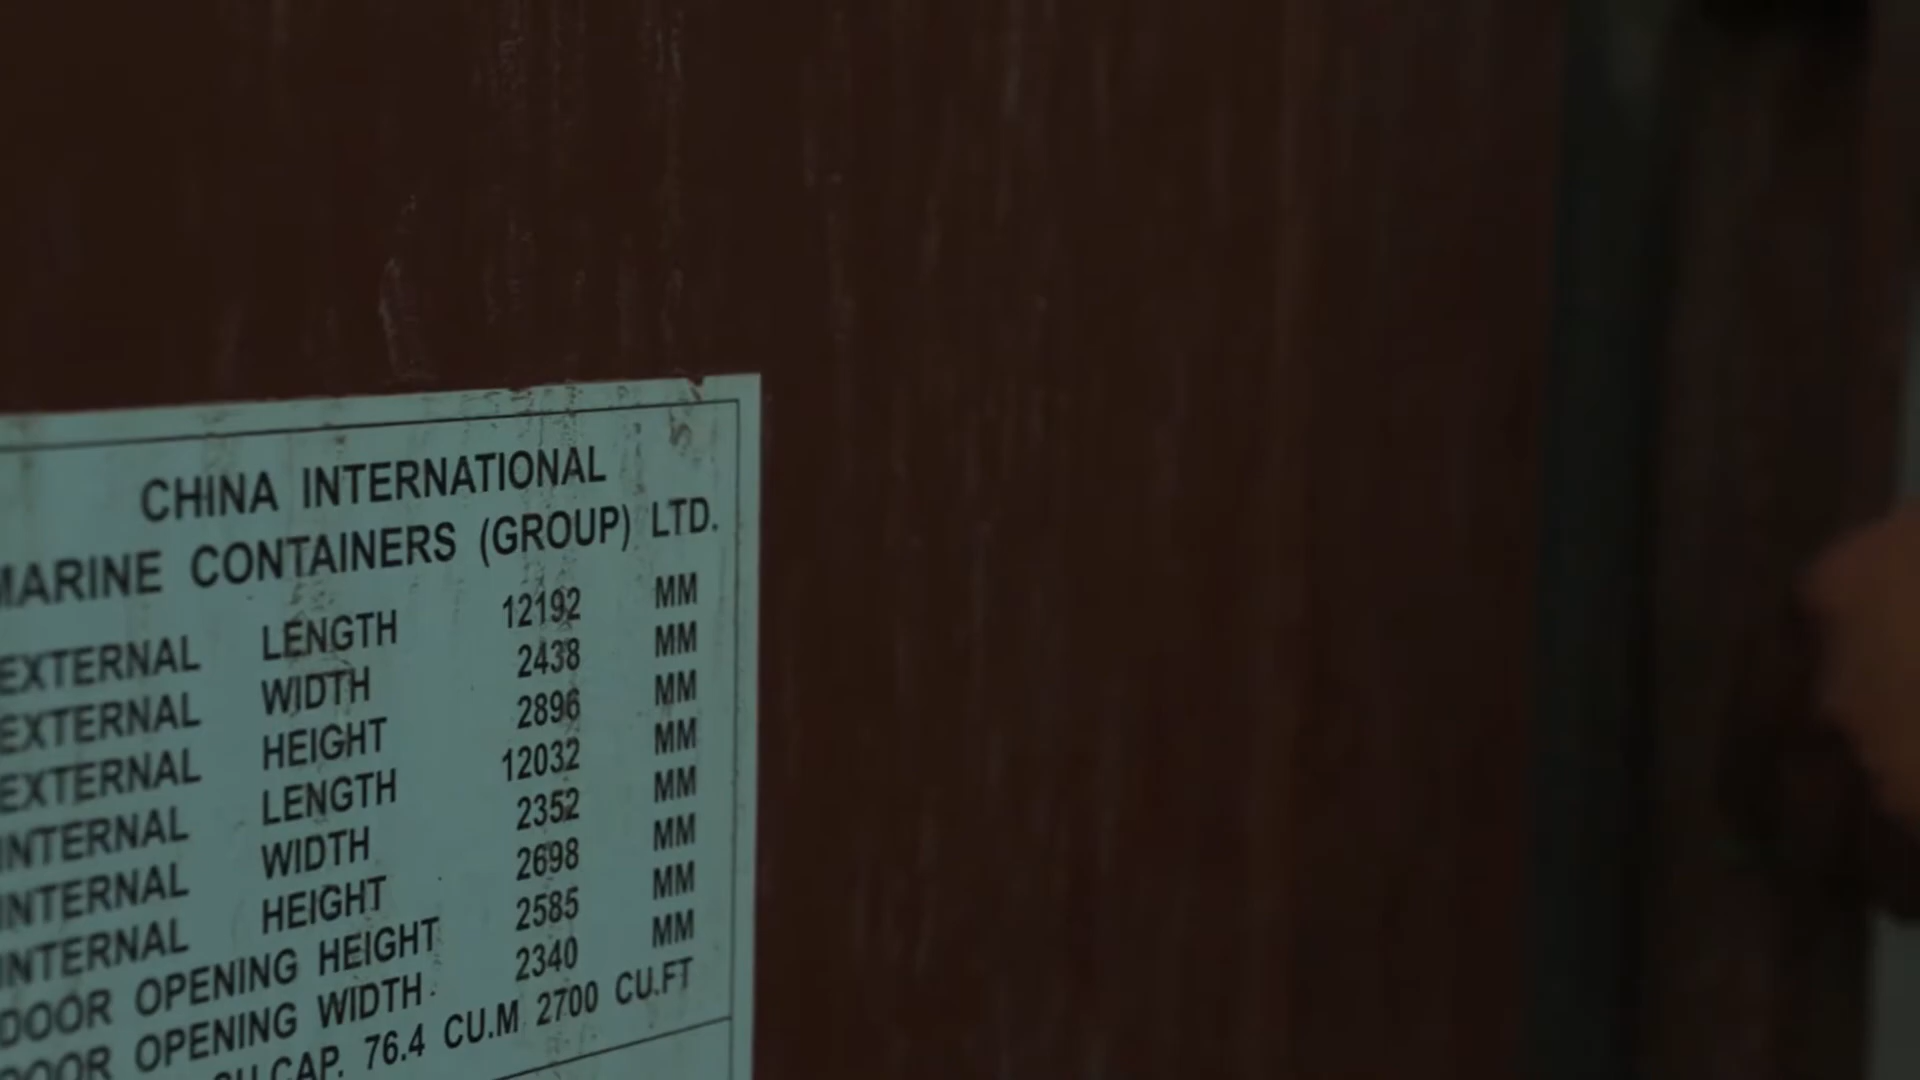 CHINA INTERNATIONAL
MARINE CONTAINERS (GROUP) LTD.
EXTERNAL LENGTH 12192 MM
EXTERNAL WIDTH 2438 MM
EXTERNAL HEIGHT 2896 MM
INTERNAL LENGTH 12032 MM
INTERNAL WIDTH 2352 MM
INTERNAL HEIGHT 2698 MM
DOOR OPENING HEIGHT 2585 MM
DOOR OPENING WIDTH 2340 MM
CAP. 76.4 CU.M 2700 CU.FT